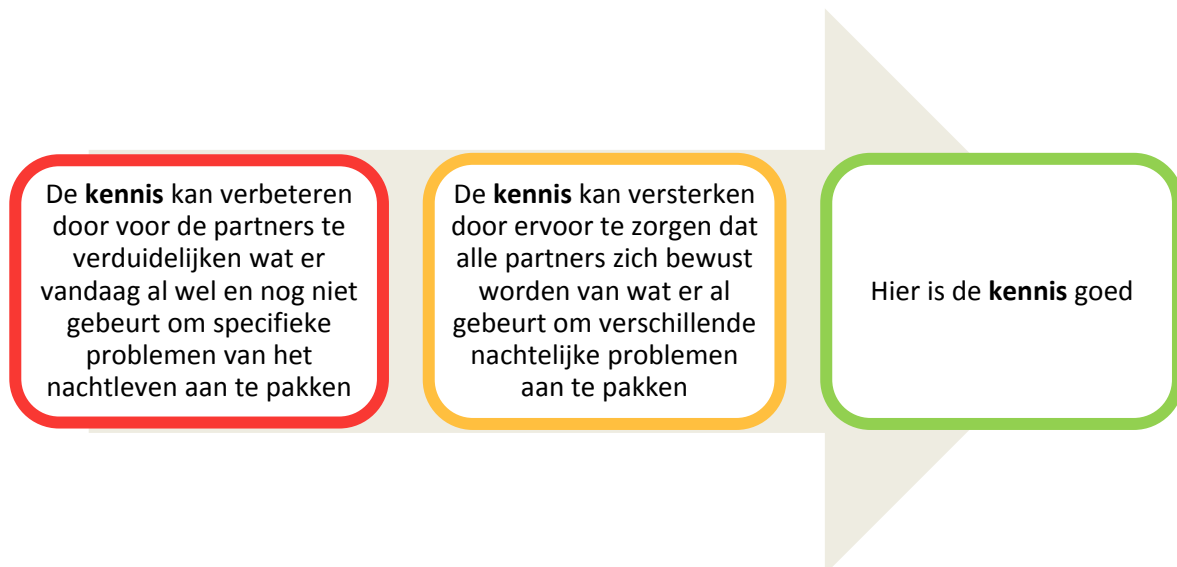 De kennis kan verbeteren
door voor de partners te
verduidelijken wat er
vandaag al wel en nog niet
gebeurt om specifieke
problemen van het
nachtleven aan te pakken
De kennis kan versterken
door ervoor te zorgen dat
alle partners zich bewust
worden van wat er al
gebeurt om verschillende
nachtelijke problemen
aan te pakken
Hier is de kennis goed